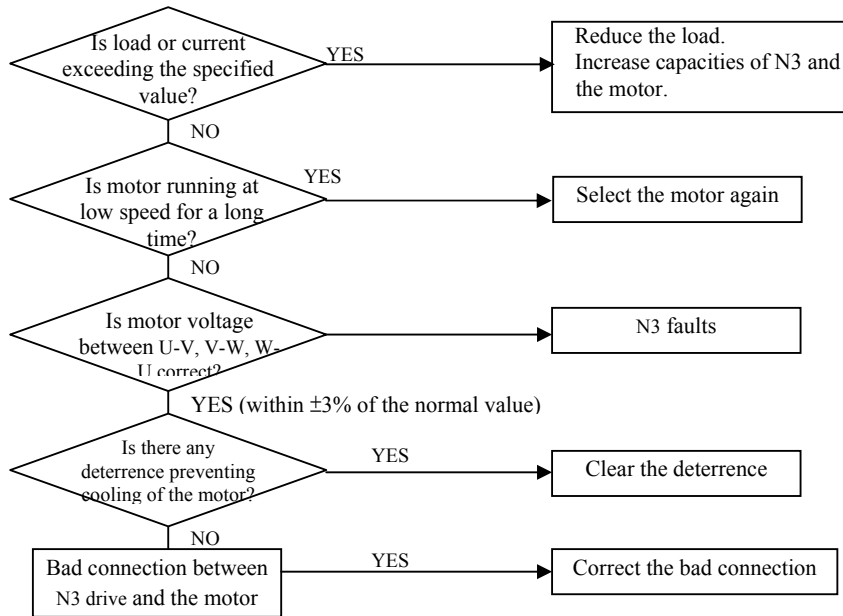 Is load or current
exceeding the specified
value?
YES
Reduce the load.
Increase capacities of N3 and
the motor.
NO
Is motor running at
low speed for a long
time?
YES
Select the motor again
NO
Is motor voltage
between U-V, V-W, W-
U correct?
N3 faults
YES (within ±3% of the normal value)
Is there any
deterrence preventing
cooling of the motor?
YES
Clear the deterrence
NO
Bad connection between
N3 drive and the motor
YES
Correct the bad connection